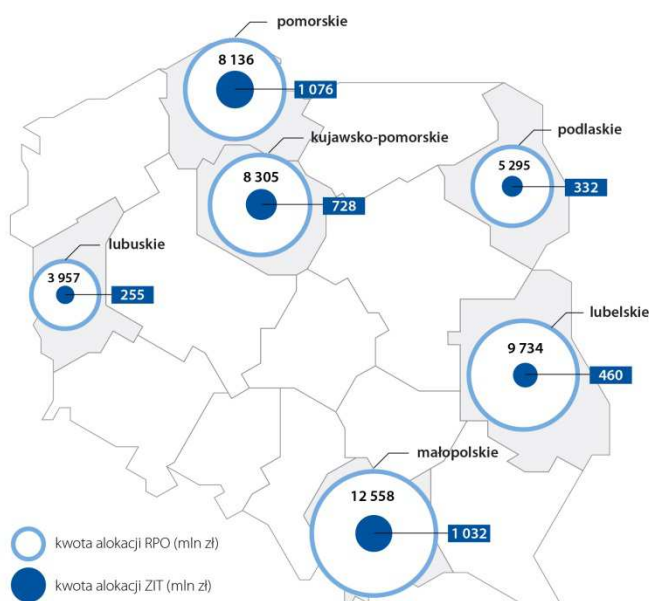 pomorskie
8 136
1 076
kujawsko-pomorskie
8 305
728
podlaskie
5 295
332
lubuskie
3 957
255
lubelskie
9 734
460
małopolskie
12 558
1 032
kwota alokacji RPO (mln zł)
kwota alokacji ZIT (mln zł)